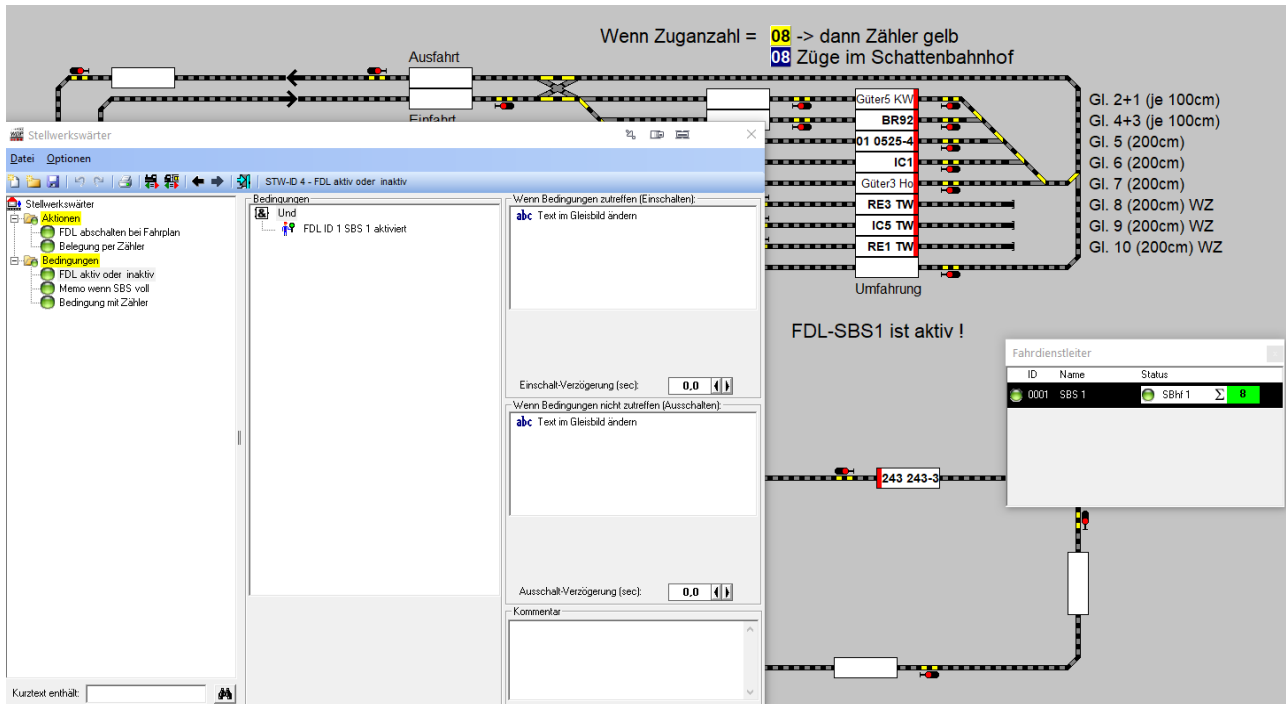 Wenn Zuganzahl = 08 -> dann Zähler gelb
08 Züge im Schattenbahnhof
Ausfahrt
Einfahrt
Güter5 KW
BR92
01 0525-4
IC1
Güter3 Ho
RE3 TW
IC5 TW
RE1 TW
Umfahrung
Gl. 2+1 (je 100cm)
Gl. 4+3 (je 100cm)
Gl. 5 (200cm)
Gl. 6 (200cm)
Gl. 7 (200cm)
Gl. 8 (200cm) WZ
Gl. 9 (200cm) WZ
Gl. 10 (200cm) WZ
FDL-SBS1 ist aktiv !
Stellwerkswärter
Datei Optionen
STW-ID 4 - FDL aktiv oder inaktiv
Stellwerkswärter
Aktionen
FDL abschalten bei Fahrplan
Belegung per Zähler
Bedingungen
FDL aktiv oder inaktiv
Memo wenn SBS voll
Bedingung mit Zähler
Kurztext enthält:
Bedingungen
& Und
FDL ID 1 SBS 1 aktiviert
Wenn Bedingungen zutreffen (Einschalten):
abc Text im Gleisbild ändern
Einschalt-Verzögerung (sec): 0,0
Wenn Bedingungen nicht zutreffen (Ausschalten):
abc Text im Gleisbild ändern
Ausschalt-Verzögerung (sec): 0,0
Kommentar
Fahrdienstleiter
ID Name Status
0001 SBS 1 SBhf 1 Σ 8
243 243-3